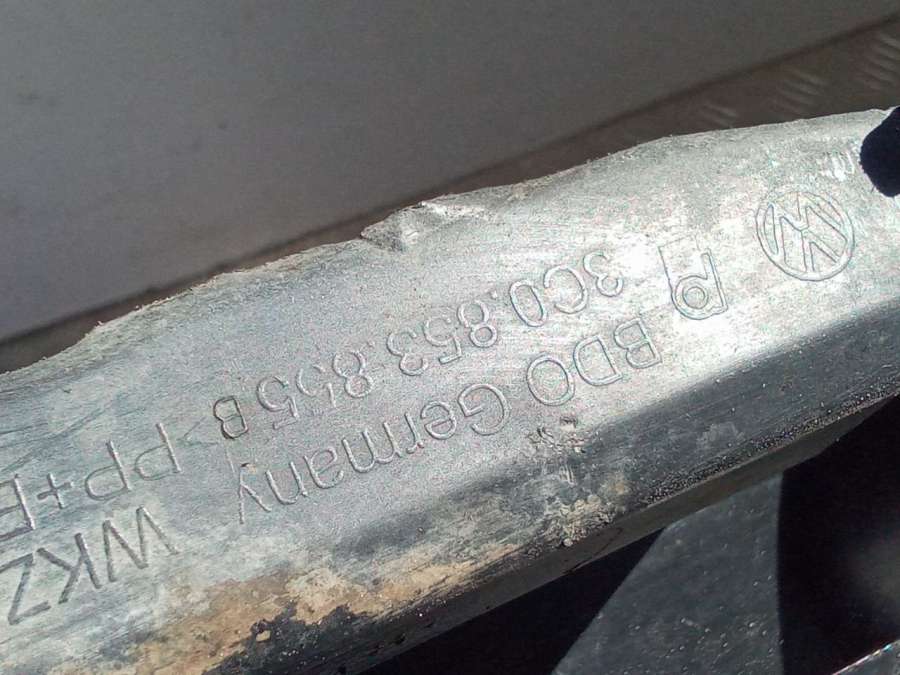 3C0.853.855 B >PP+E
BDO Germany WKZ